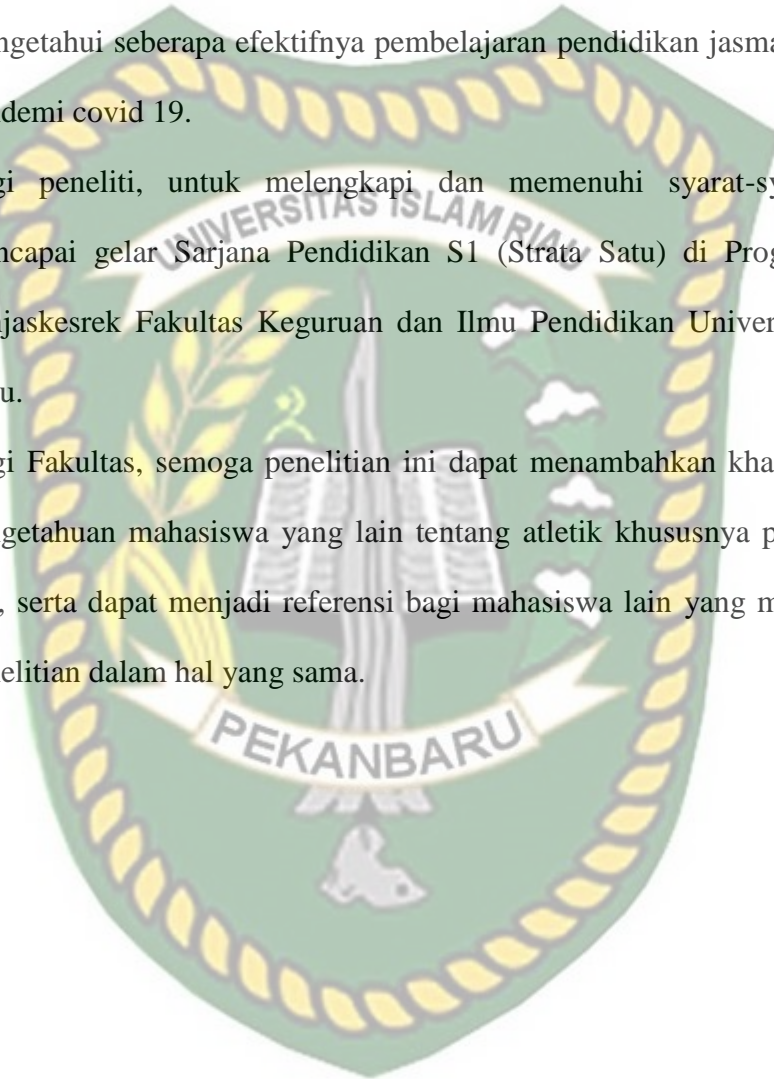 ngetahui seberapa efektifnya pembelajaran pendidikan jasma
demi covid 19.
gi peneliti, untuk melengkapi dan memenuhi syarat-sy
UNIVERSITAS ISLAM RIAU
ncapai gelar Sarjana Pendidikan S1 (Strata Satu) di Prog
njaskesrek Fakultas Keguruan dan Ilmu Pendidikan Univer
u.
gi Fakultas, semoga penelitian ini dapat menambahkan kha
ngetahuan mahasiswa yang lain tentang atletik khususnya p
, serta dapat menjadi referensi bagi mahasiswa lain yang m
elitian dalam hal yang sama.
PEKANBARU